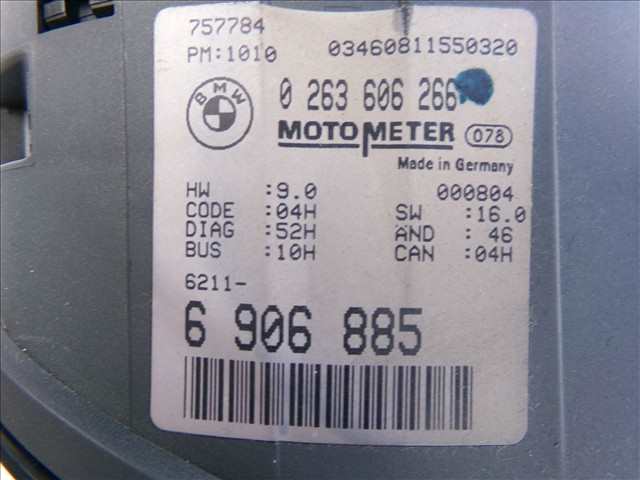 757784
PM:1010 03460811550320
BMW 0 263 606 266
MOTOMETER 078
Made in Germany
HW :9.0 000804
CODE :04H SW :16.0
DIAG :52H AND : 46
BUS :10H CAN :04H
6211-
6 906 885